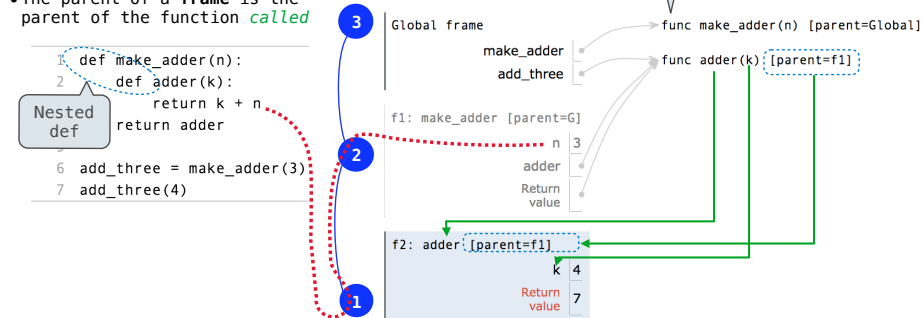 • The parent of a frame is the
parent of the function called
1 def make_adder(n):
2 def adder(k):
return k + n
return adder
Nested
def
6 add_three = make_adder(3)
7 add_three(4)
3
2
1
Global frame
make_adder
add_three
func make_adder(n) [parent=Global]
func adder(k) [parent=f1]
f1: make_adder [parent=G]
n 3
adder
Return
value
f2: adder [parent=f1]
k 4
Return
value 7